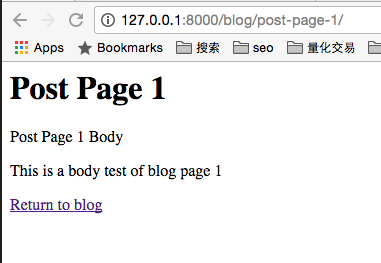 127.0.0.1:8000/blog/post-page-1/
Apps Bookmarks 搜索 seo 量化交易
Post Page 1
Post Page 1 Body
This is a body test of blog page 1
Return to blog